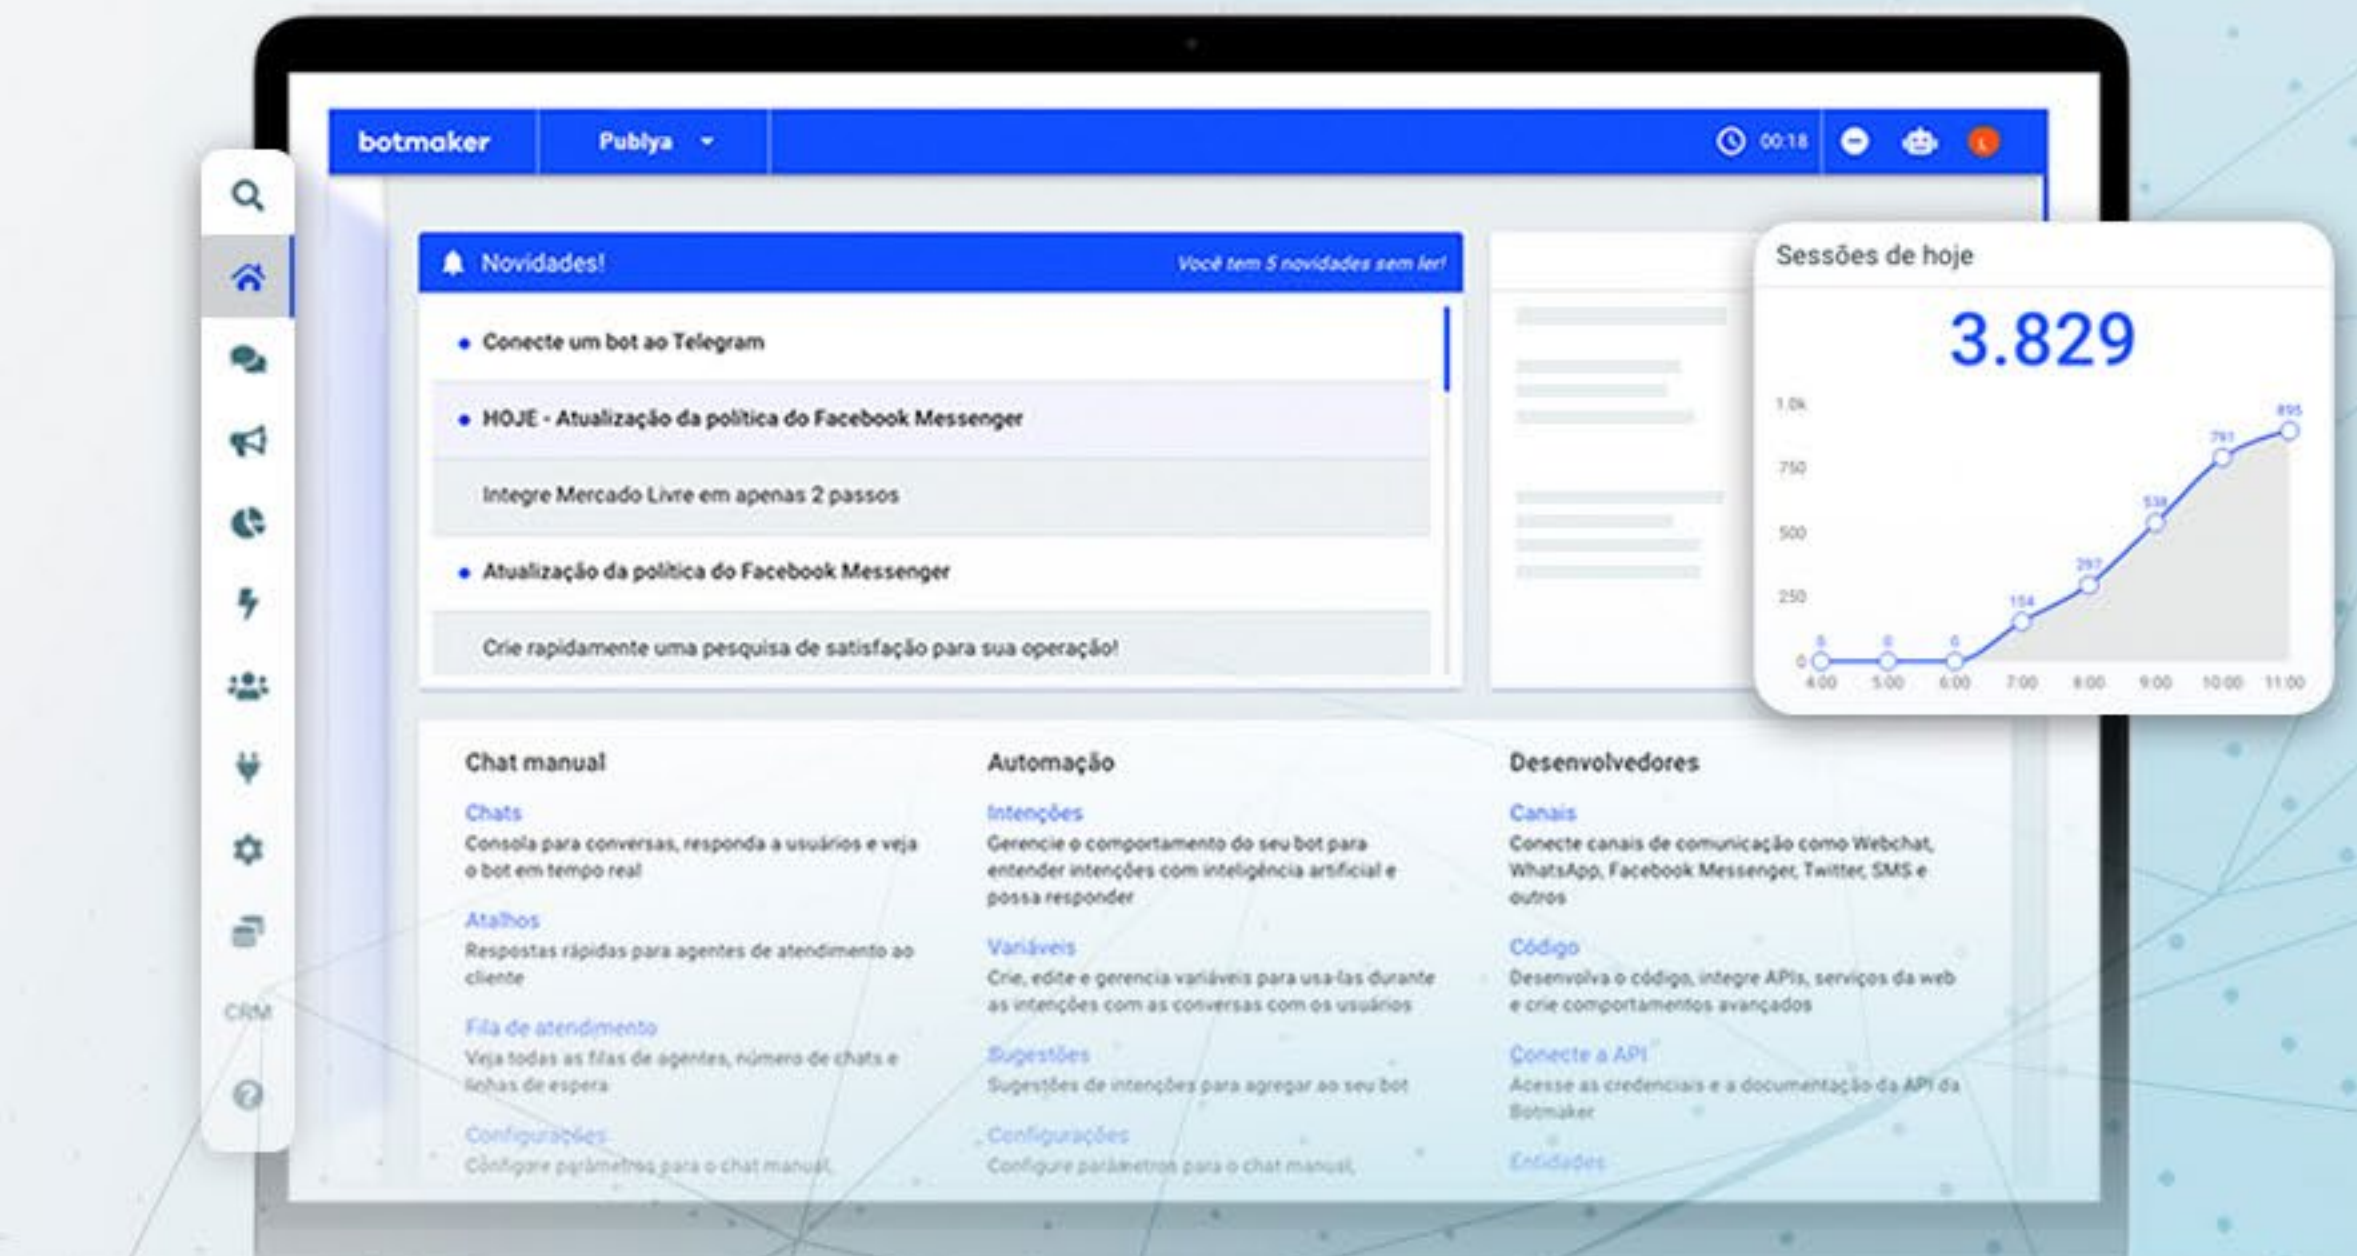 botmaker
Publya
00:18
Novidades!
Você tem 5 novidades sem ler!
Conecte um bot ao Telegram
HOJE - Atualização da política do Facebook Messenger
Integre Mercado Livre em apenas 2 passos
Atualização da política do Facebook Messenger
Crie rapidamente uma pesquisa de satisfação para sua operação!
Sessões de hoje
3.829
1.0k
750
500
250
0
0
0
0
154
297
538
791
895
4:00
5:00
6:00
7:00
8:00
9:00
10:00
11:00
Chat manual
Chats
Consola para conversas, responda a usuários e veja
o bot em tempo real
Atalhos
Respostas rápidas para agentes de atendimento ao
cliente
Fila de atendimento
Veja todas as filas de agentes, número de chats e
linhas de espera
Configurações
Configore parâmetros para o chat manual,
Automação
Intenções
Gerencie o comportamento do seu bot para
entender intenções com inteligência artificial e
possa responder
Variáveis
Crie, edite e gerencia variáveis para usa-las durante
as intenções com as conversas com os usuários
Sugestões
Sugestões de intenções para agregar ao seu bot
Configurações
Configure parâmetros para o chat manual,
Desenvolvedores
Canais
Conecte canais de comunicação como Webchat,
WhatsApp, Facebook Messenger, Twitter, SMS e
outros
Código
Desenvolva o código, integre APIs, serviços da web
e crie comportamentos avançados
Conecte a API
Acesse as credenciais e a documentação da API da
Botmaker
Entidades
CRM